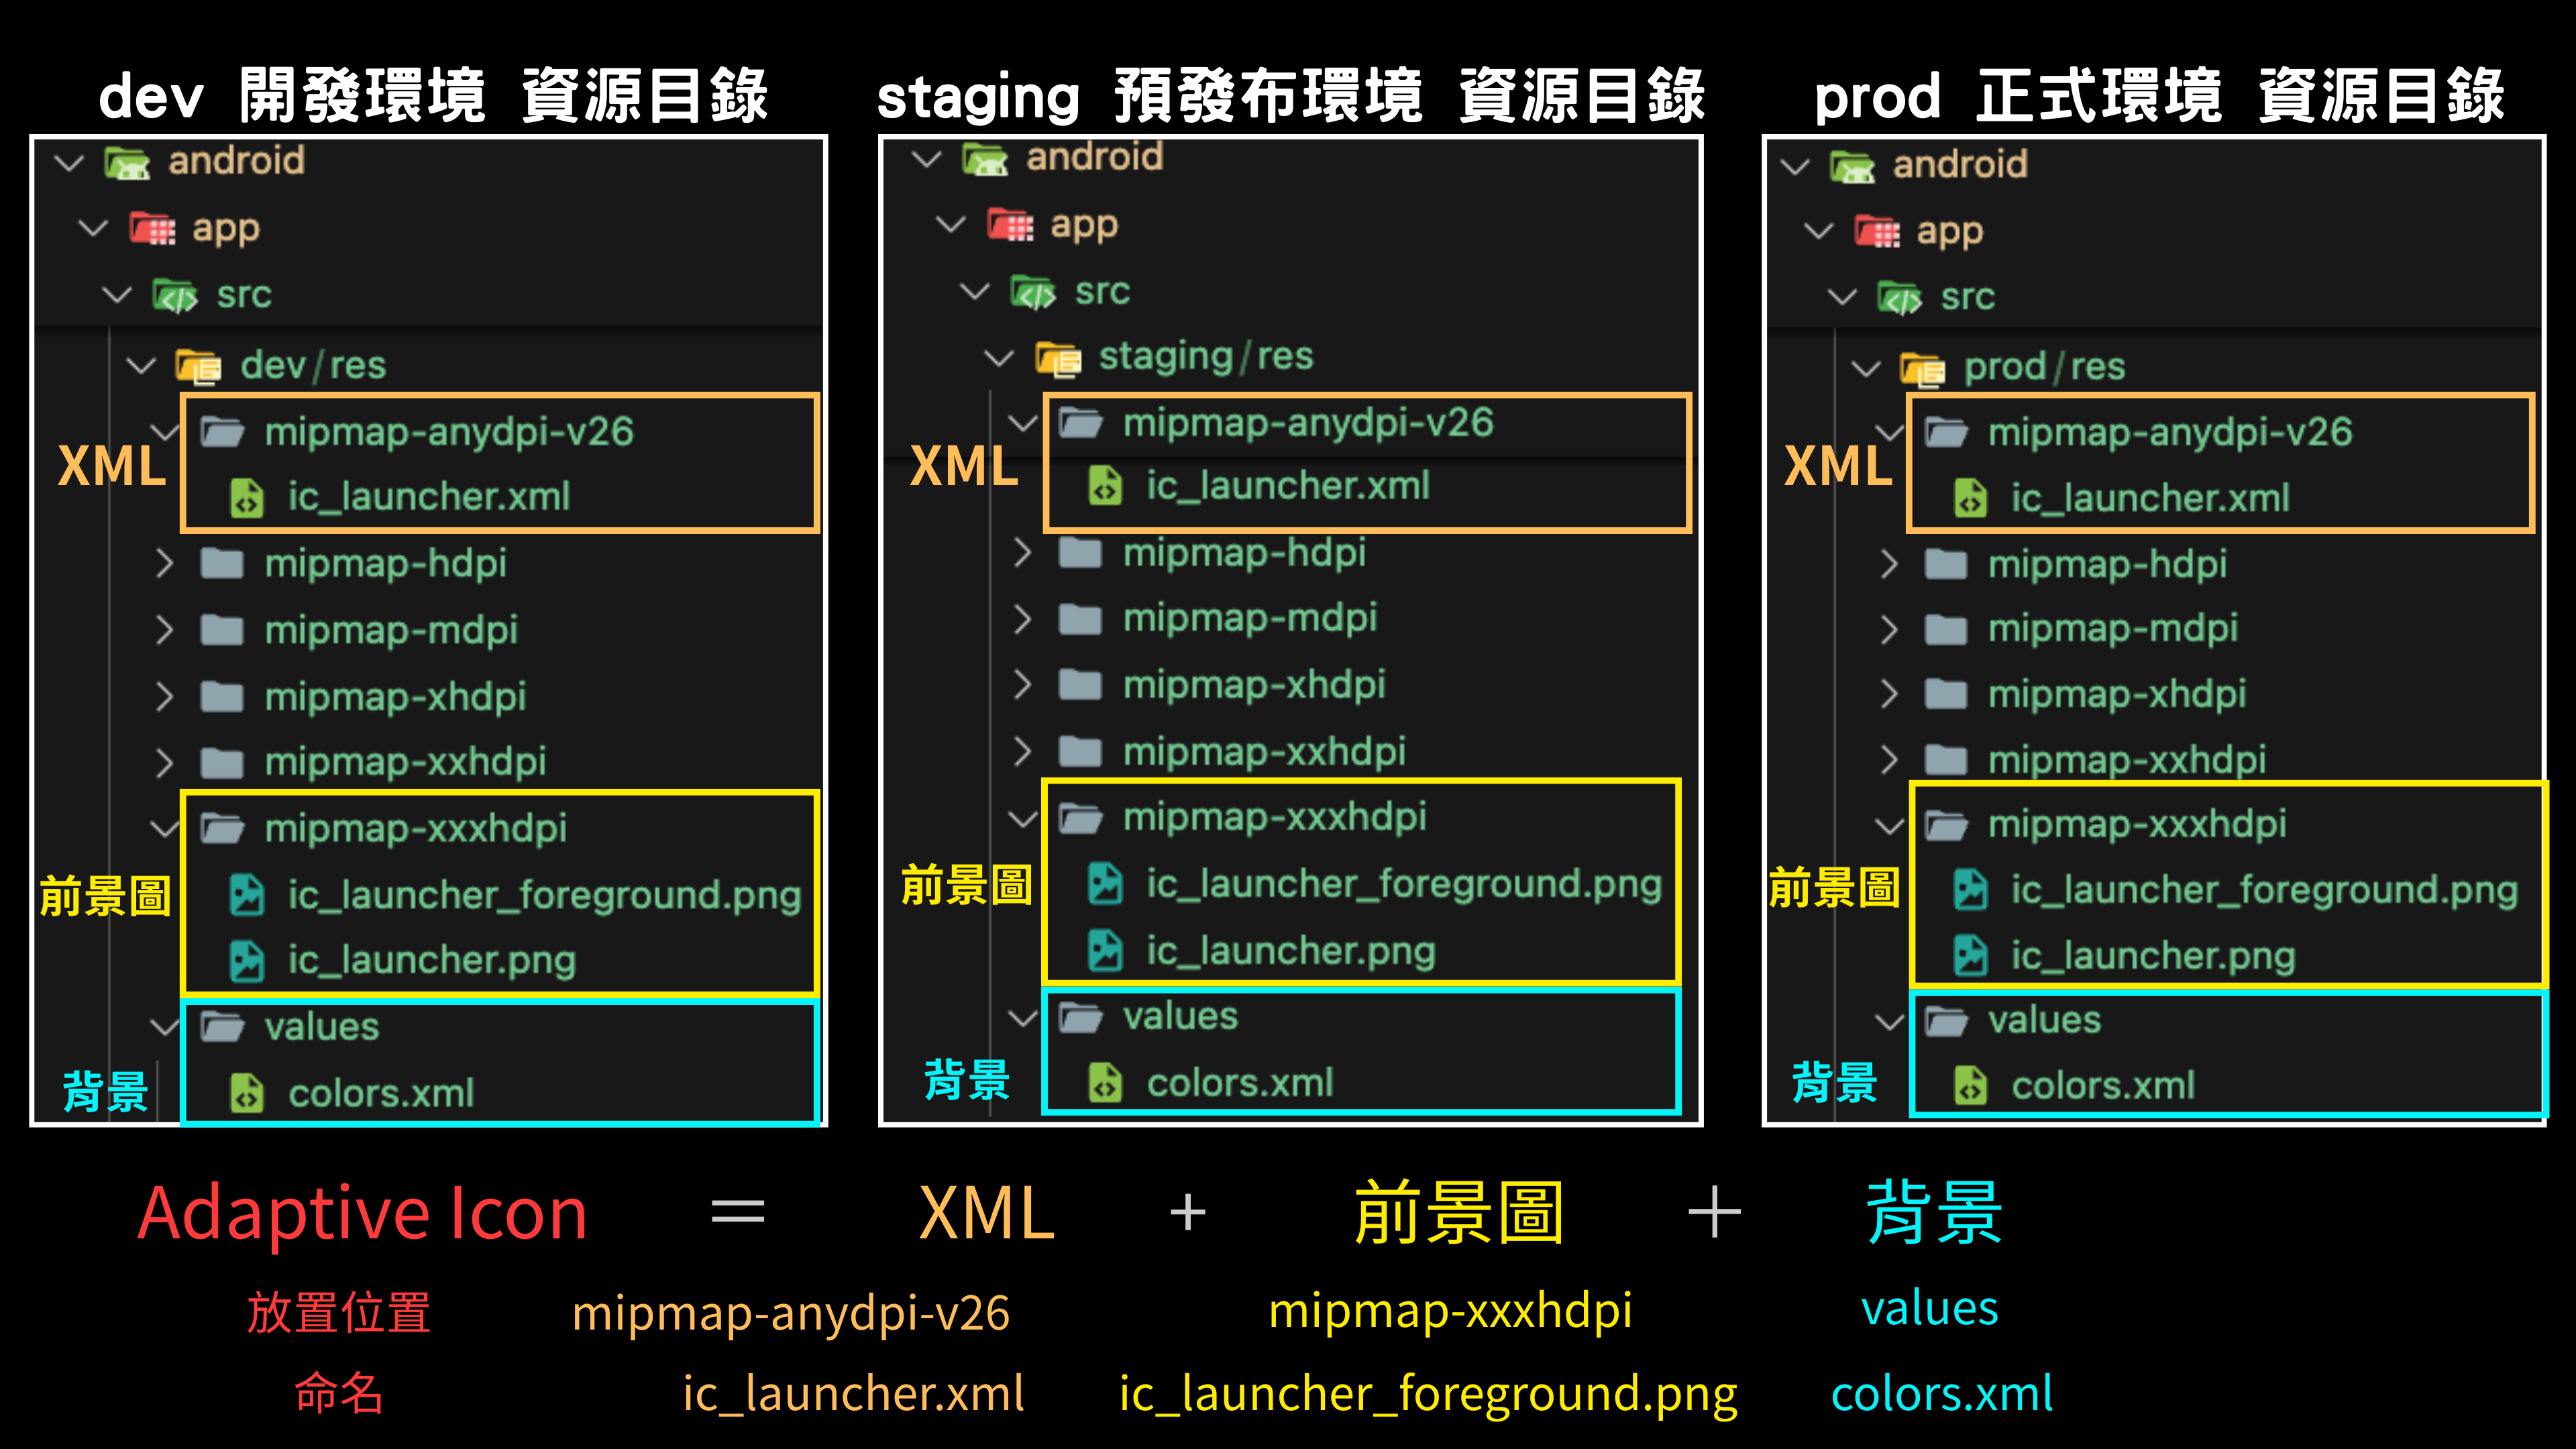 dev 開發環境 資源目錄
android
app
src
dev/res
XML
mipmap-anydpi-v26
ic_launcher.xml
mipmap-hdpi
mipmap-mdpi
mipmap-xhdpi
mipmap-xxhdpi
mipmap-xxxhdpi
前景圖
ic_launcher_foreground.png
ic_launcher.png
values
背景
colors.xml
staging 預發布環境 資源目錄
android
app
src
staging/res
XML
mipmap-anydpi-v26
ic_launcher.xml
mipmap-hdpi
mipmap-mdpi
mipmap-xhdpi
mipmap-xxhdpi
mipmap-xxxhdpi
前景圖
ic_launcher_foreground.png
ic_launcher.png
values
背景
colors.xml
prod 正式環境 資源目錄
android
app
src
prod/res
XML
mipmap-anydpi-v26
ic_launcher.xml
mipmap-hdpi
mipmap-mdpi
mipmap-xhdpi
mipmap-xxhdpi
mipmap-xxxhdpi
前景圖
ic_launcher_foreground.png
ic_launcher.png
values
背景
colors.xml
Adaptive Icon = XML + 前景圖 + 背景
放置位置 mipmap-anydpi-v26 mipmap-xxxhdpi values
命名 ic_launcher.xml ic_launcher_foreground.png colors.xml